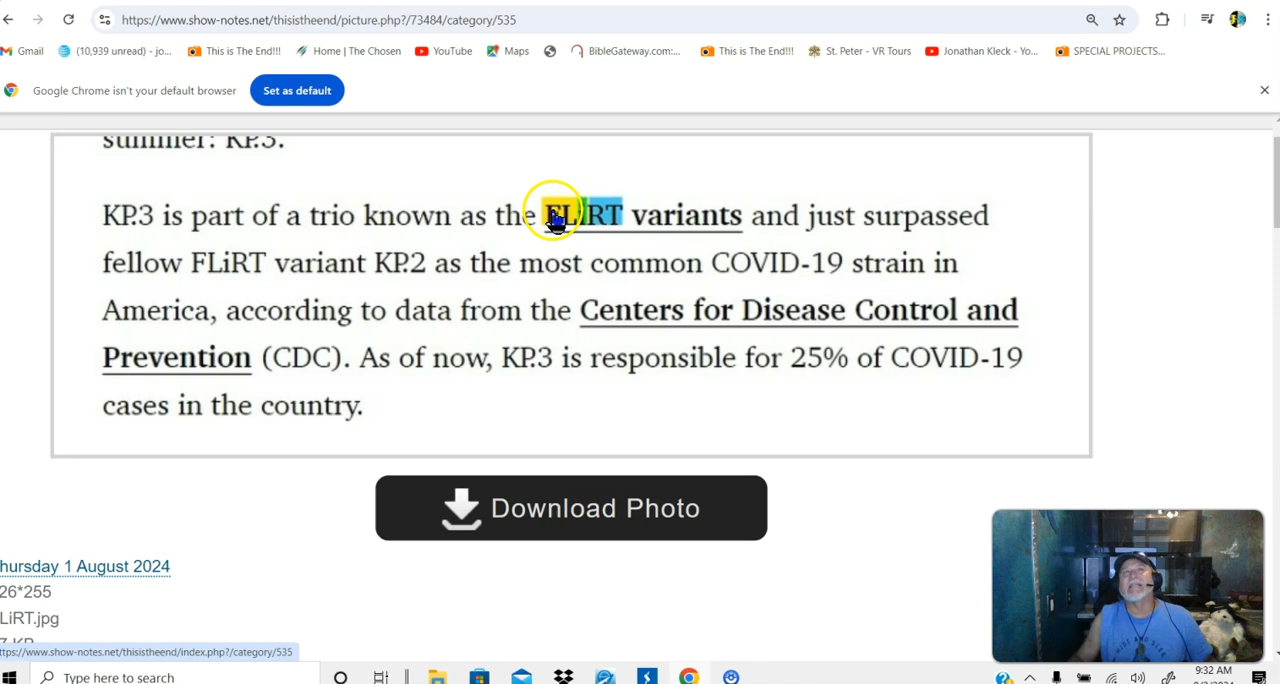 https://www.show-notes.net/thisistheend/picture.php?/73484/category/535
Gmail (10,939 unread) - jo... This is The End!!! Home | The Chosen YouTube Maps BibleGateway.com:... This is The End!!! St. Peter - VR Tours Jonathan Kleck - Yo... SPECIAL PROJECTS...
Google Chrome isn't your default browser Set as default
summer: KP.3.
KP.3 is part of a trio known as the FLiRT variants and just surpassed
fellow FLiRT variant KP.2 as the most common COVID-19 strain in
America, according to data from the Centers for Disease Control and
Prevention (CDC). As of now, KP.3 is responsible for 25% of COVID-19
cases in the country.
Download Photo
hursday 1 August 2024
26*255
LiRT.jpg
ttps://www.show-notes.net/thisistheend/index.php?/category/535
Type here to search
9:32 AM